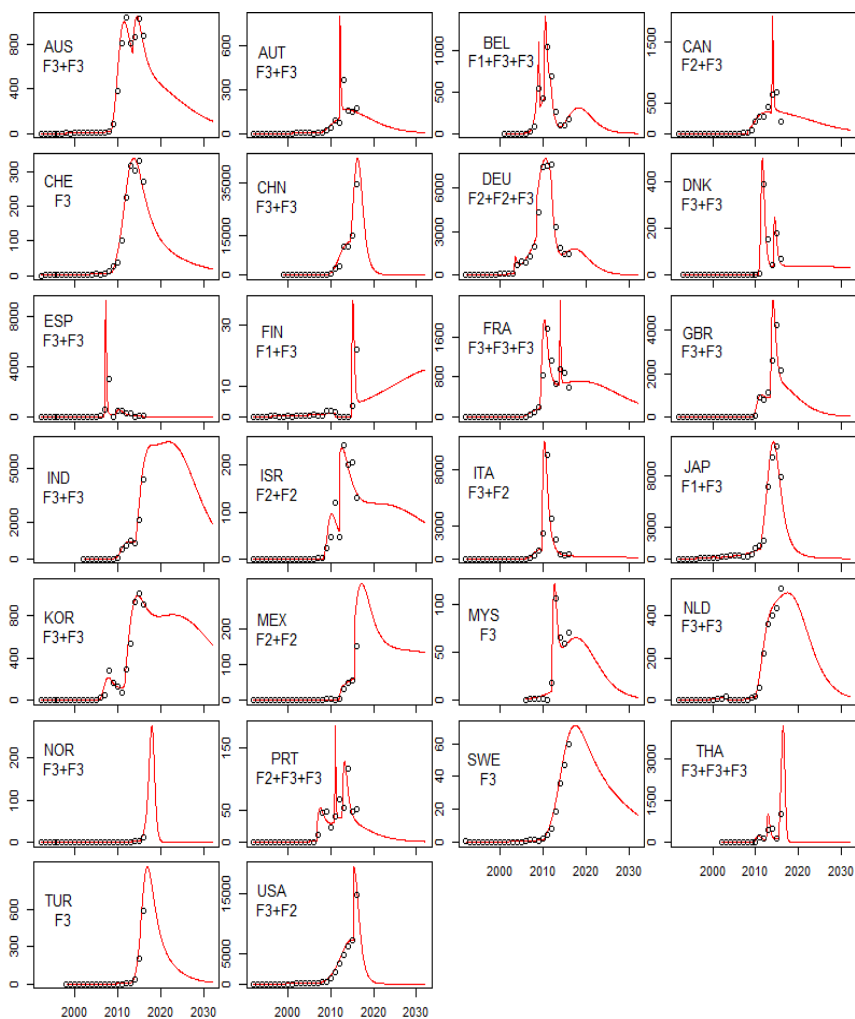 AUS
F3+F3
0 400 1000
AUT
F3+F3
0 300 600
BEL
F1+F3+F3
0 500 1000
CAN
F2+F3
0 500 1500
CHE
F3
0 100 200 300
CHN
F3+F3
0 15000 35000
DEU
F2+F2+F3
0 3000 6000
DNK
F3+F3
0 200 400
ESP
F3+F3
0 4000 8000
FIN
F1+F3
0 10 30
FRA
F3+F3+F3
0 800 1600
GBR
F3+F3
0 2000 4000
IND
F3+F3
0 2000 5000
ISR
F2+F2
0 100 200
ITA
F3+F2
0 3000 8000
JAP
F1+F3
0 3000 8000
KOR
F3+F3
0 400 800
MEX
F2+F2
0 100 200
MYS
F3
0 50 100
NLD
F3+F3
0 200 400
NOR
F3+F3
0 100 200
PRT
F2+F3+F3
0 50 150
SWE
F3
0 20 40 60
THA
F3+F3+F3
0 1500 3000
TUR
F3
0 300 600
USA
F3+F2
0 5000 15000
2000 2010 2020 2030
2000 2010 2020 2030
2000 2010 2020 2030
2000 2010 2020 2030